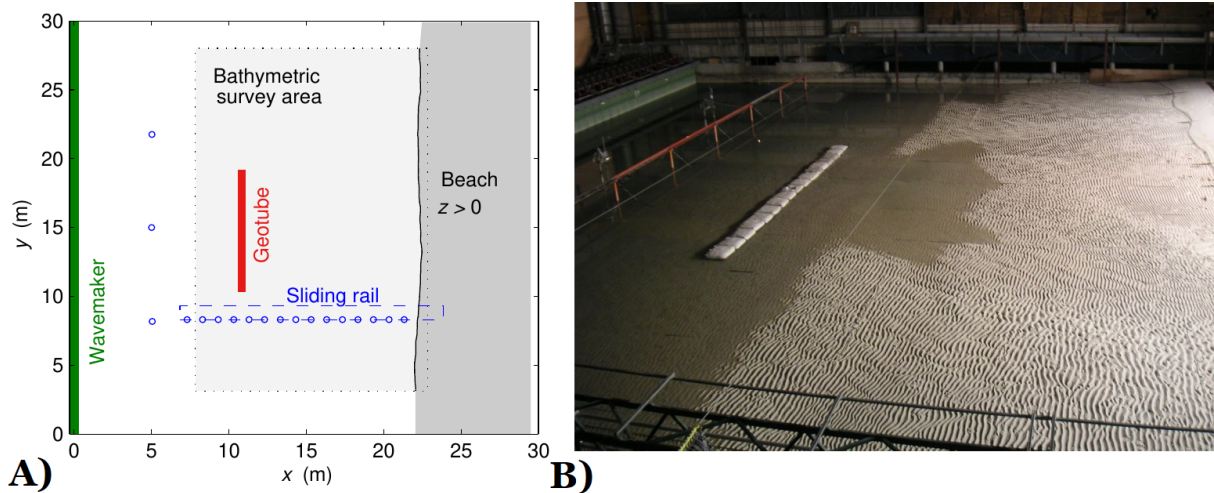 30
25
20
15
10
5
0
y (m)
Wavemaker
Bathymetric
survey area
Geotube
Beach
z > 0
Sliding rail
0
5
10
15
20
25
30
x (m)
A)
B)